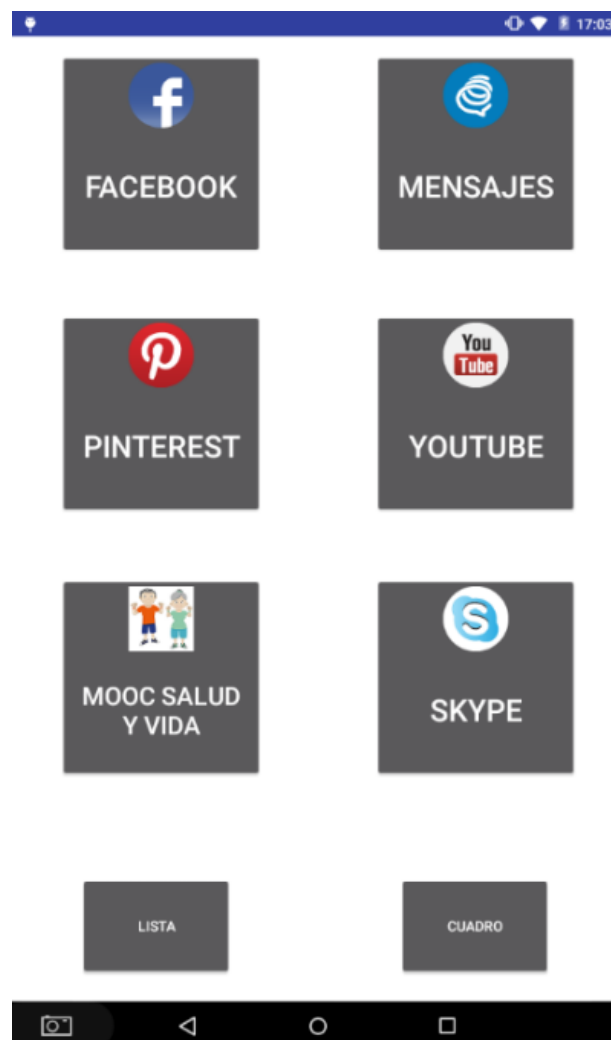 17:03
FACEBOOK
MENSAJES
PINTEREST
You
Tube
YOUTUBE
MOOC SALUD
Y VIDA
S
SKYPE
LISTA
CUADRO